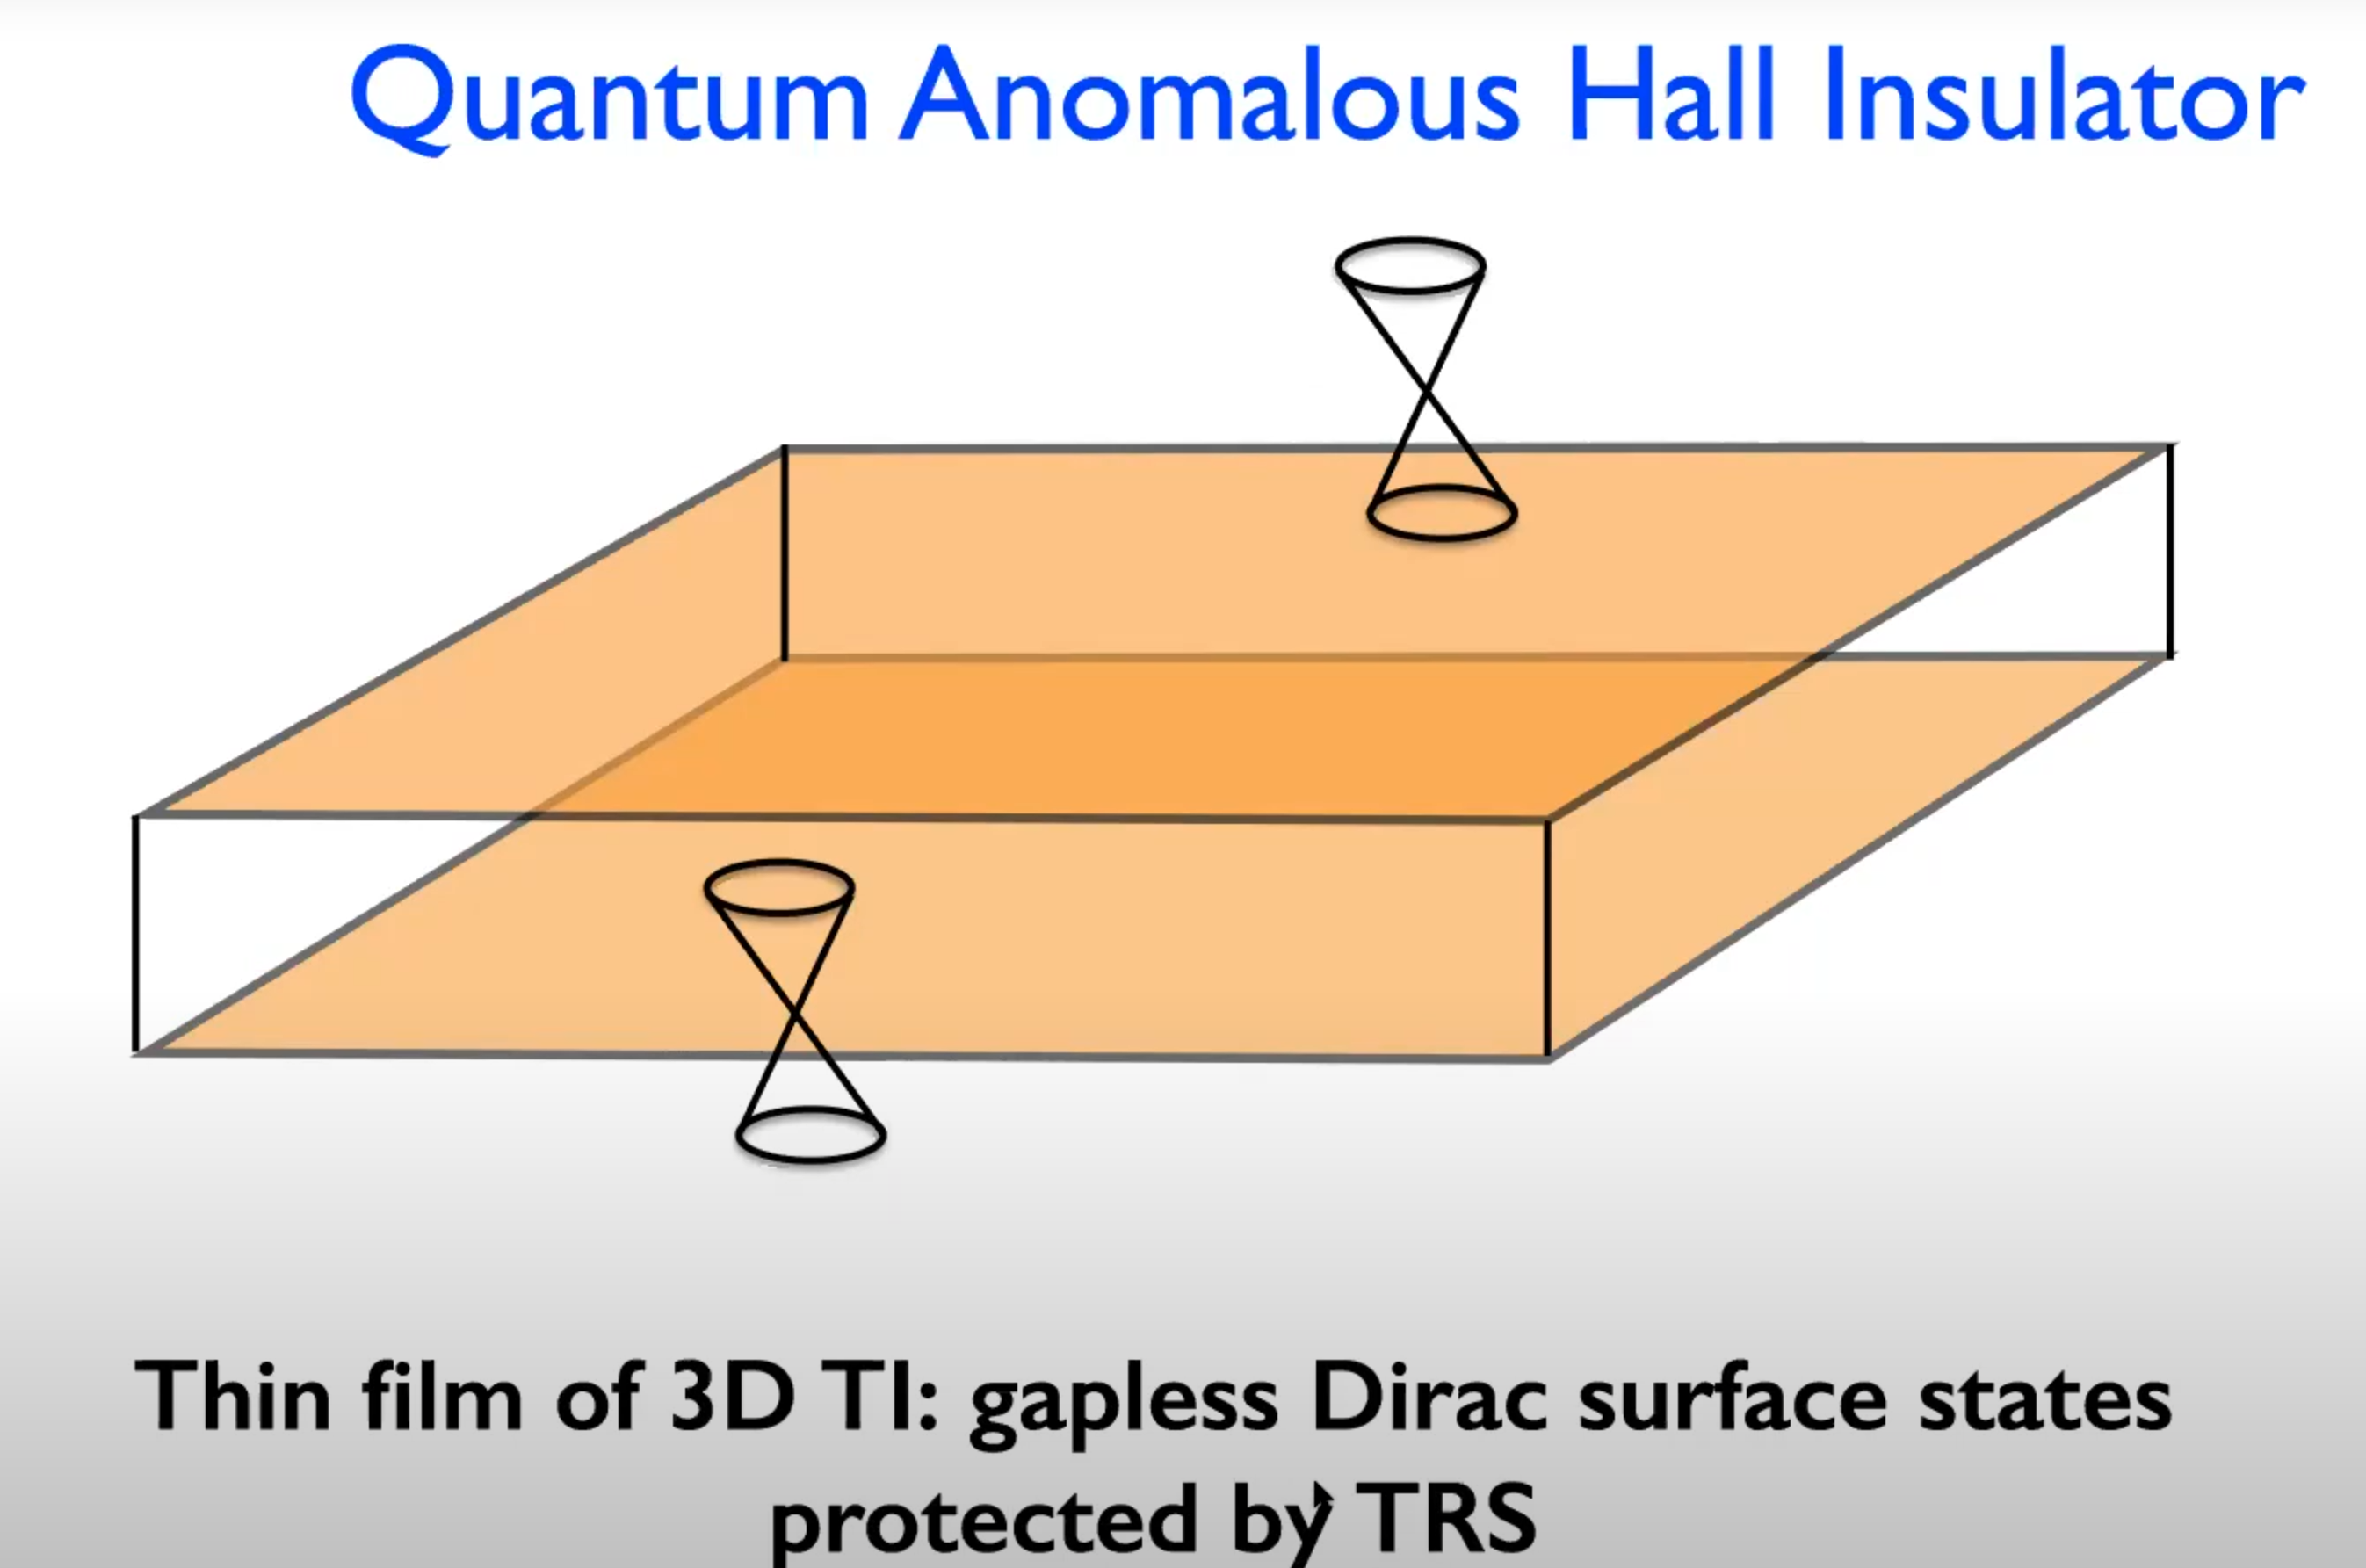 Quantum Anomalous Hall Insulator
Thin film of 3D TI: gapless Dirac surface states
protected by TRS